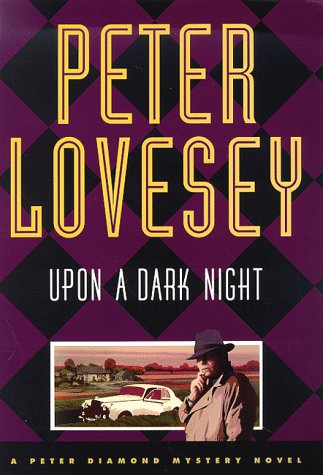 PETER
LOVESEY
UPON A DARK NIGHT
A PETER DIAMOND MYSTERY NOVEL